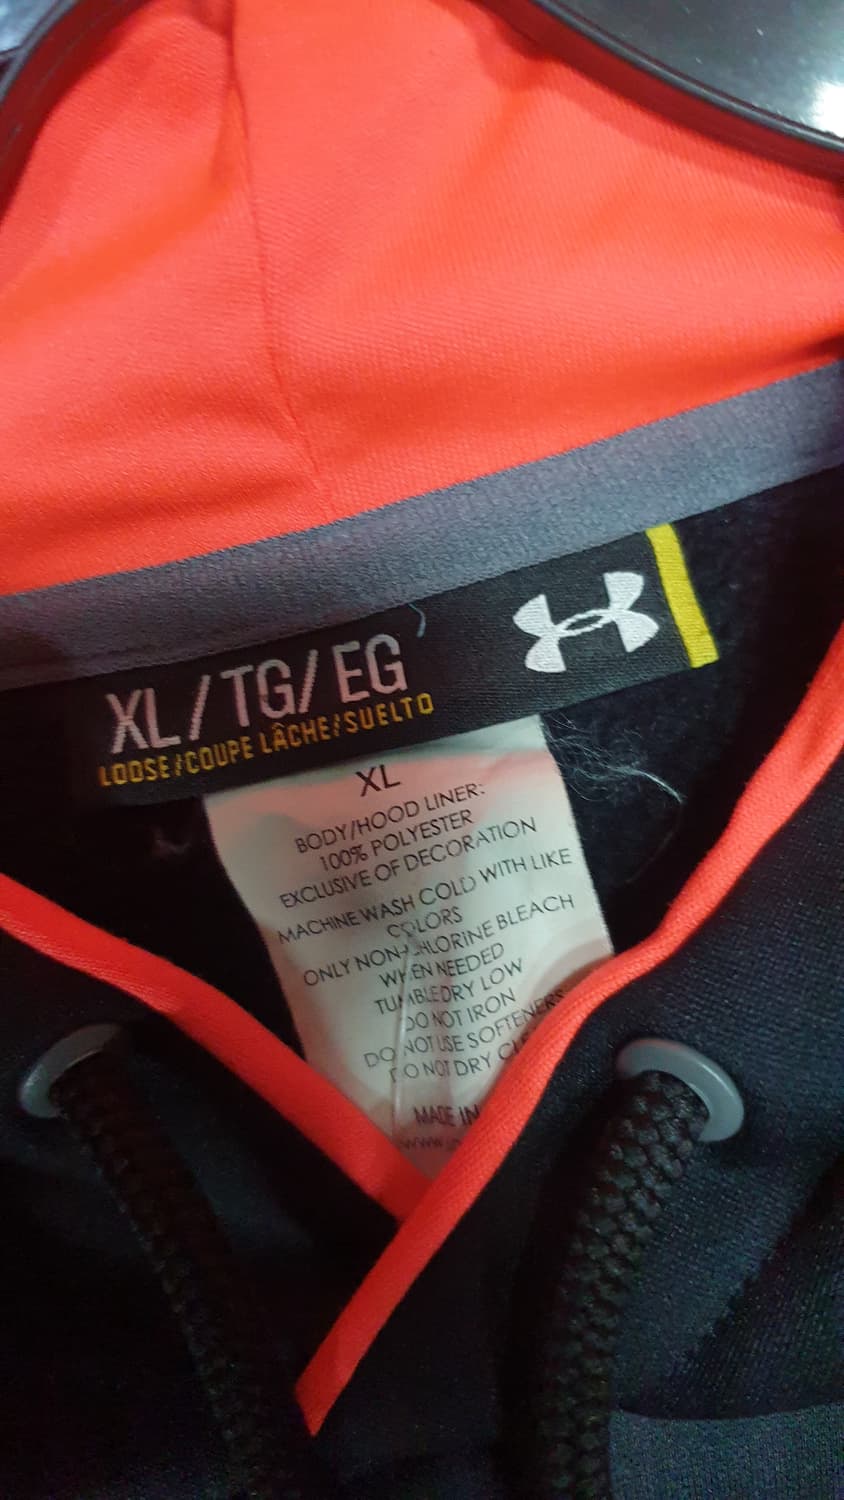 XL/TG/EG
LOOSE/COUPE LÂCHE/SUELTO
XL
BODY/HOOD LINER:
100% POLYESTER
EXCLUSIVE OF DECORATION
MACHINE WASH COLD WITH LIKE
COLORS
ONLY NON-CHLORINE BLEACH
WHEN NEEDED
TUMBLE DRY LOW
DO NOT IRON
DO NOT USE SOFTENERS
DO NOT DRY
MADE IN